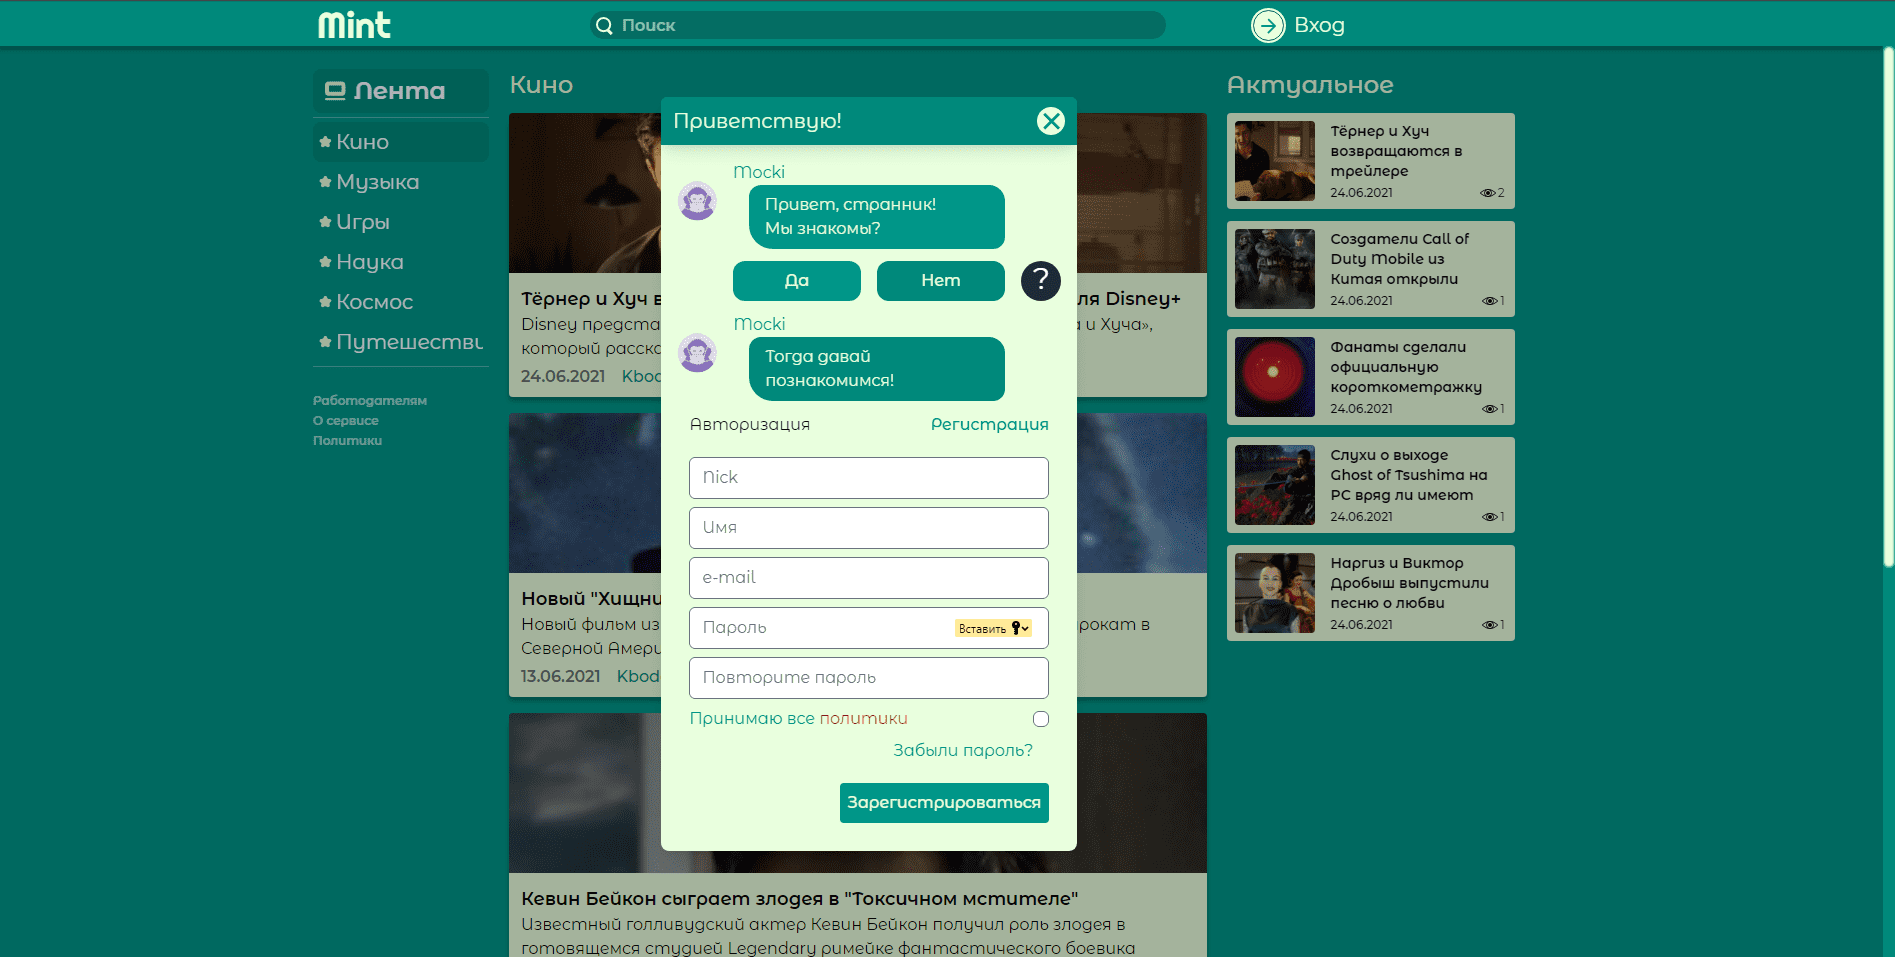 Mint
Поиск
Вход
Лента
Кино
Музыка
Игры
Наука
Космос
Путешестви
Работодателям
О сервисе
Политики
Кино
Тёрнер и Хуч в
ля Disney+
Disney предста
а и Хуча»,
который расска
24.06.2021 Kbod
Новый "Хищни
Новый фильм из
рокат в
Северной Амери
13.06.2021 Kbod
Кевин Бейкон сыграет злодея в "Токсичном мстителе"
Известный голливудский актер Кевин Бейкон получил роль злодея в
готовящемся студией Legendary римейке фантастического боевика
Приветствую!
Mocki
Привет, странник!
Мы знакомы?
Да
Нет
?
Mocki
Тогда давай
познакомимся!
Авторизация
Регистрация
Nick
Имя
e-mail
Пароль
Вставить
Повторите пароль
Принимаю все политики
Забыли пароль?
Зарегистрироваться
Актуальное
Тёрнер и Хуч
возвращаются в
трейлере
24.06.2021 2
Создатели Call of
Duty Mobile из
Китая открыли
24.06.2021 1
Фанаты сделали
официальную
короткометражку
24.06.2021 1
Слухи о выходе
Ghost of Tsushima на
PC вряд ли имеют
24.06.2021 1
Наргиз и Виктор
Дробыш выпустили
песню о любви
24.06.2021 1